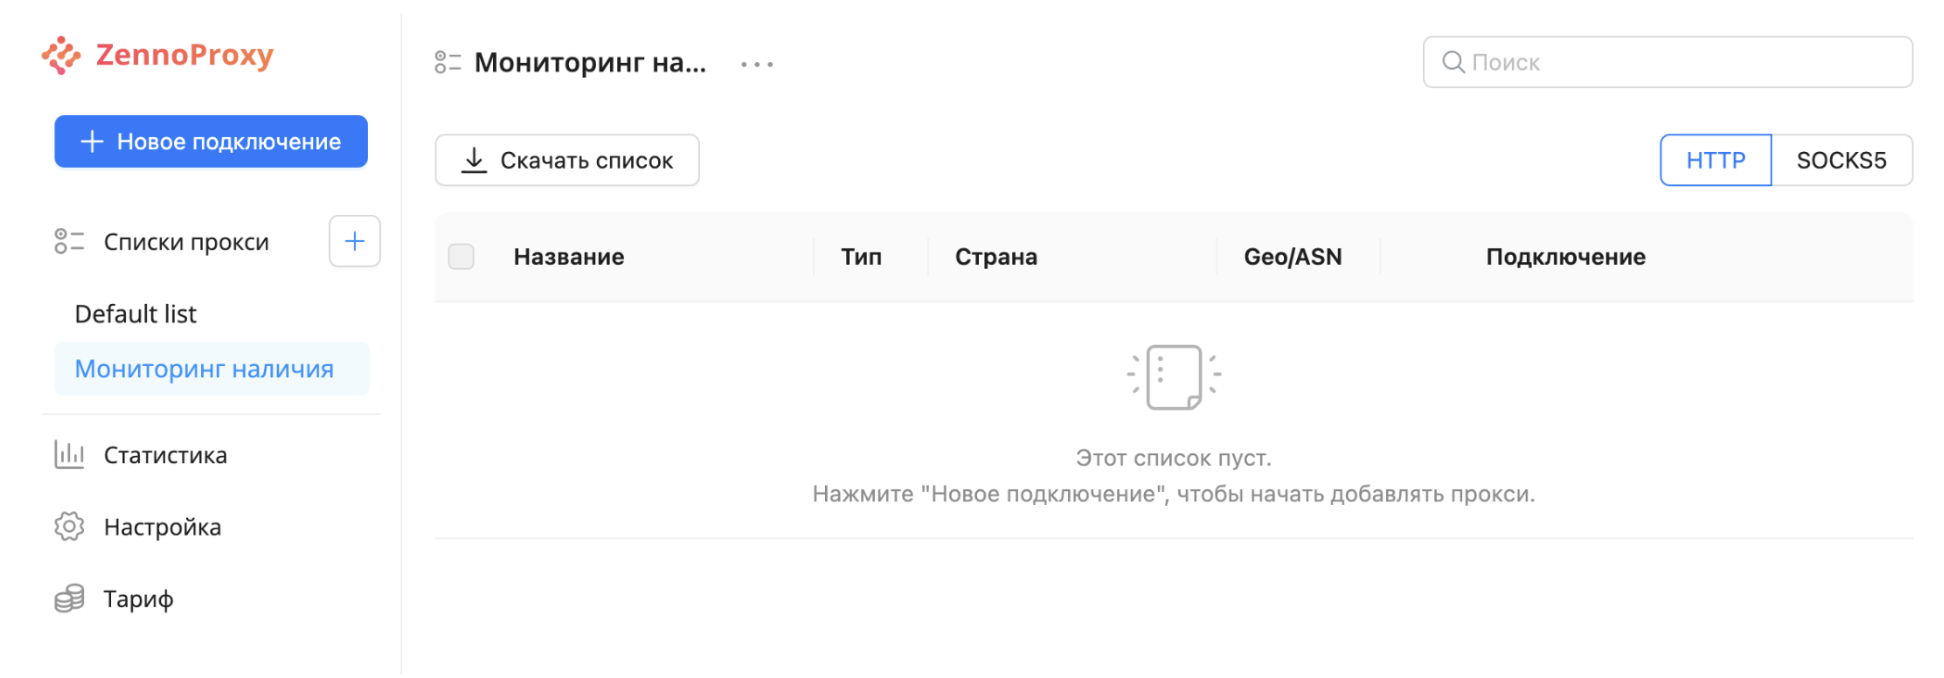 ZennoProxy
Новое подключение
Списки прокси
Default list
Мониторинг наличия
Статистика
Настройка
Тариф
Мониторинг на... ...
Поиск
Скачать список
HTTP SOCKS5
Название Тип Страна Geo/ASN Подключение
Этот список пуст.
Нажмите "Новое подключение", чтобы начать добавлять прокси.